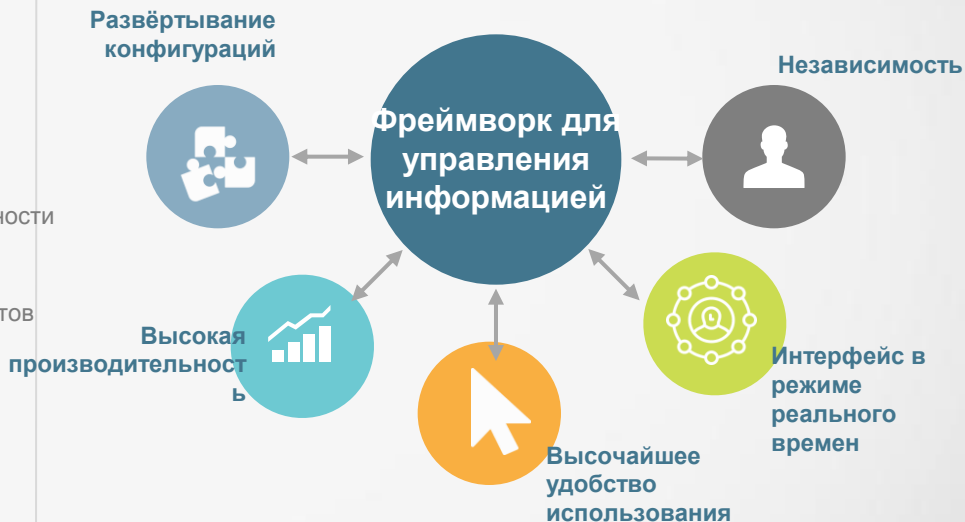 Развёртывание
конфигураций
Фреймворк для
управления
информацией
Независимость
ности
тов
Высокая
производительност
ь
Высочайшее
удобство
использования
Интерфейс в
режиме
реального
времен